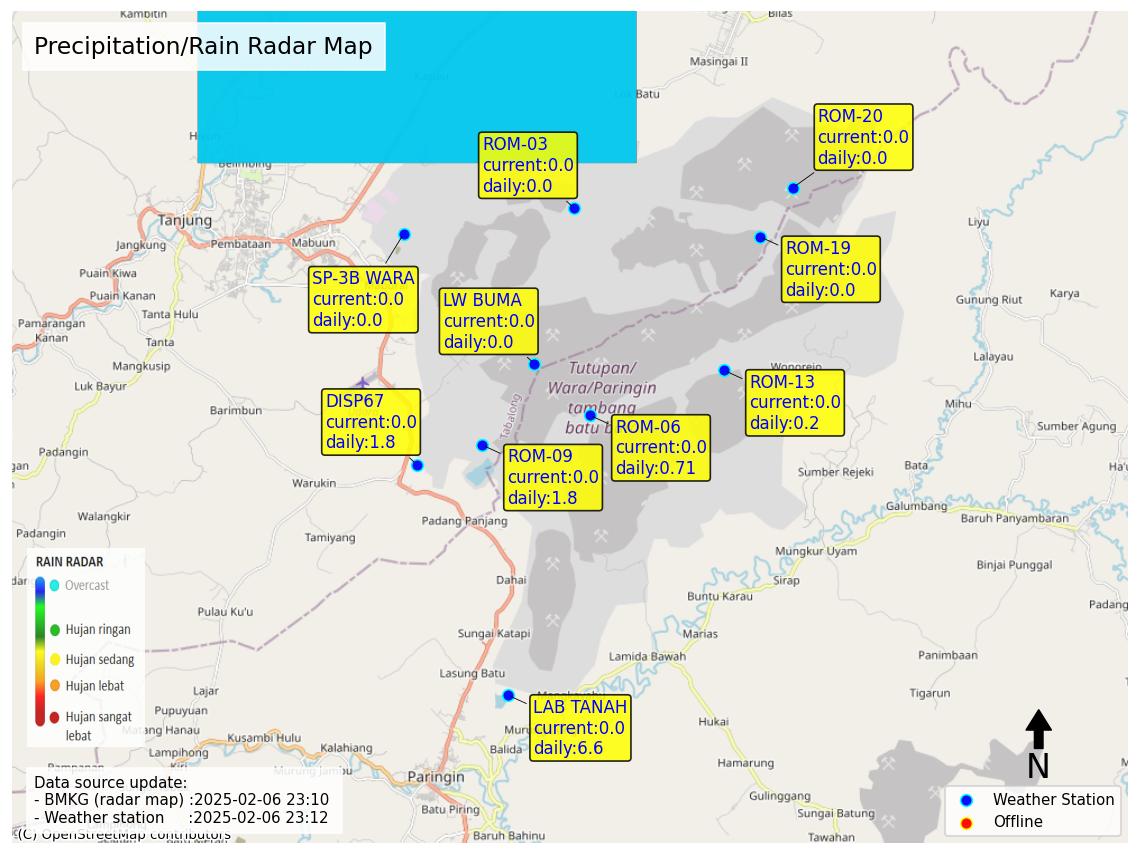 Kambitin
Bilas
Precipitation/Rain Radar Map
Masingai II
Batu
ROM-20
current:0.0
daily:0.0
ROM-03
current:0.0
daily:0.0
Belimbing
Tanjung
Jangkung
Pembataan
Mabuun
Liyu
ROM-19
current:0.0
daily:0.0
Puain Kiwa
SP-3B WARA
current:0.0
daily:0.0
Puain Kanan
LW BUMA
current:0.0
daily:0.0
Gunung Riut
Karya
Tanta Hulu
Pamarangan
Kanan
Tanta
Mangkusip
Lalayau
Wonorejo
Tutupan/
Wara/Paringin
tambang
batu b
Luk Bayur
ROM-13
current:0.0
daily:0.2
DISP67
current:0.0
daily:1.8
Barimbun
Mihu
Tabalong
ROM-06
current:0.0
daily:0.71
Sumber Agung
Padangin
ROM-09
current:0.0
daily:1.8
gan
Bata
Ha'u
Sumber Rejeki
Warukin
Galumbang
Walangkir
Padang Panjang
Baruh Panyambaran
Padangin
Tamiyang
Mungkur Uyam
Binjai Punggal
RAIN RADAR
Overcast
Hujan ringan
Hujan sedang
Hujan lebat
Hujan sangat
lebat
Dahai
Sirap
Buntu Karau
Padang
Pulau Ku'u
Sungai Katapi
Marias
Lamida Bawah
Panimbaan
Lasung Batu
Lajar
Tigarun
Pupuyuan
LAB TANAH
current:0.0
daily:6.6
Matang Hanau
Kusambi Hulu
Muru
Hukai
Lampihong
Kalahiang
Balida
N
Murung Jambu
Paringin
Hamarung
Data source update:
- BMKG (radar map) :2025-02-06 23:10
- Weather station :2025-02-06 23:12
Gulinggang
Weather Station
Offline
Batu Piring
Sungai Batung
(C) OpenStreetMap contributors
Baruh Bahinu
Tawahan